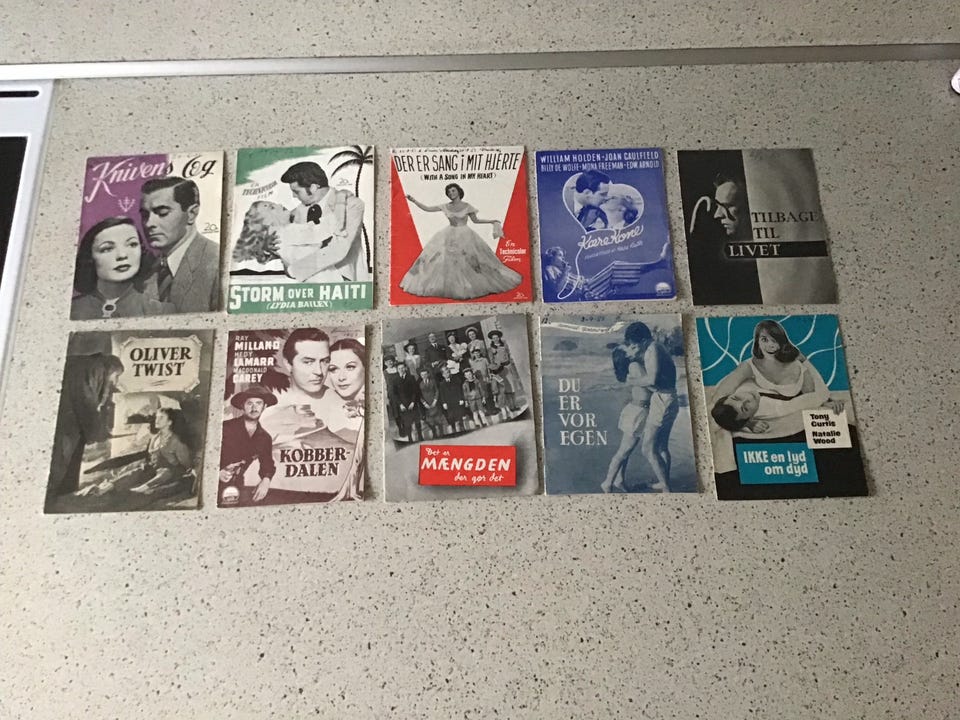 Knivens Æg
EN
TECHNICOLOR
FILM
STORM OVER HAITI
(LYDIA BAILEY)
DER ER SANG i MIT HJERTE
(WITH A SONG IN MY HEART)
En
Technicolor
Film
WILLIAM HOLDEN-JOAN CAULFIELD
BILLY DE WOLFE-MONA FREEMAN-EDW. ARNOLD
Kære Kone
TILBAGE
TIL
LIVET
OLIVER
TWIST
RAY
MILLAND
HEDY
LAMARR
MACDONALD
CAREY
KOBBER-
DALEN
Det er
MÆNGDEN
der gør det
DU
ER
VOR
EGEN
Tony
Curtis
Natalie
Wood
IKKE en lyd
om dyd